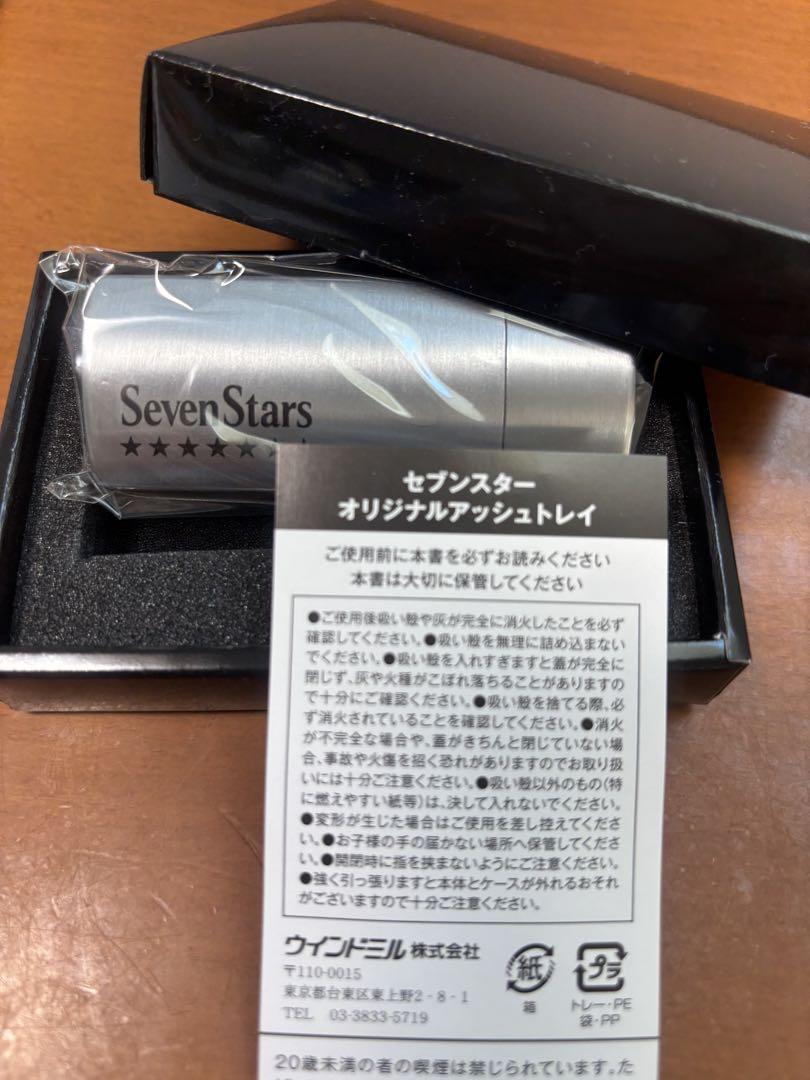 SevenStars
★★★★★★★
セブンスター
オリジナルアッシュトレイ
ご使用前に本書を必ずお読みください
本書は大切に保管してください
●ご使用後吸い殻や灰が完全に消火したことを必ず
確認してください。●吸い殻を無理に詰め込まない
でください。●吸い殻を入れすぎますと蓋が完全に
閉じず、灰や火種がこぼれ落ちることがありますの
で十分にご確認ください。●吸い殻を捨てる際、必
ず消火されていることを確認してください。●消火
が不完全な場合や、蓋がきちんと閉じていない場
合、事故や火傷を招く恐れがありますのでお取り扱
いには十分ご注意ください。●吸い殻以外のもの(特
に燃えやすい紙等)は、決して入れないでください。
●変形が生じた場合はご使用を差し控えてくださ
い。●お子様の手の届かない場所へ保管してくださ
い。●開閉時に指を挟まないようにご注意ください。
●強く引っ張りますと本体とケースが外れるおそれ
がございますので十分ご注意ください。
ウインドミル株式会社
〒110-0015
東京都台東区東上野2-8-1
TEL 03-3833-5719
紙
箱
プラ
トレー・PE
袋・PP
20歳未満の者の喫煙は禁じられています。た